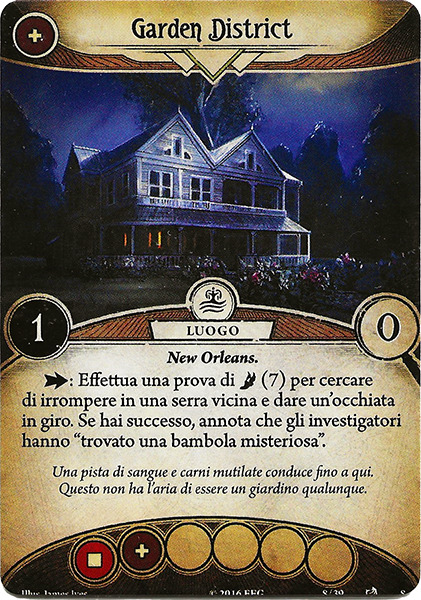 Garden District
1
LUOGO
0
New Orleans.
: Effettua una prova di (7) per cercare
di irrompere in una serra vicina e dare un'occhiata
in giro. Se hai successo, annota che gli investigatori
hanno “trovato una bambola misteriosa”.
Una pista di sangue e carni mutilate conduce fino a qui.
Questo non ha l'aria di essere un giardino qualunque.
© 2016 FFG
8/39